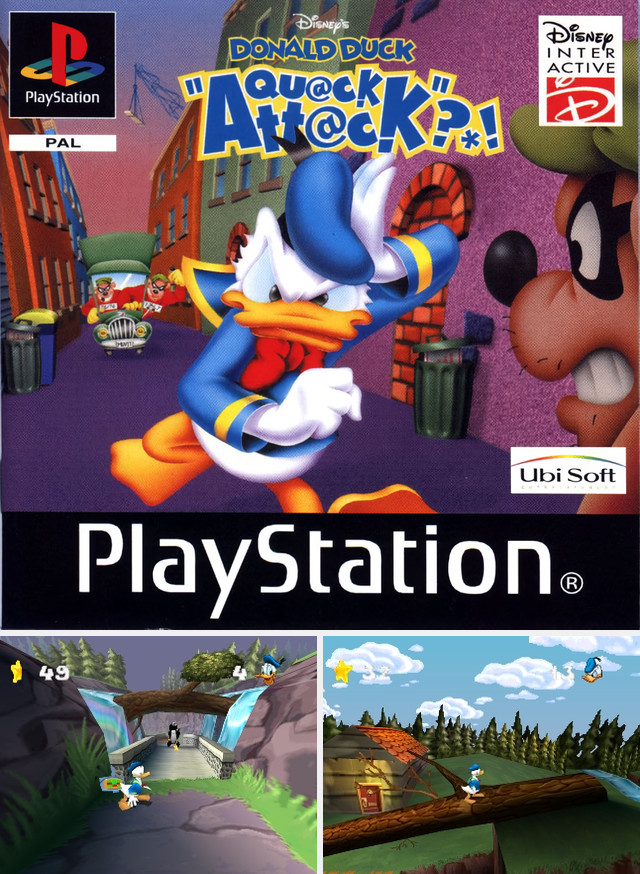 Disney's
DONALD DUCK
"QU@CK
ATT@CK"?*!
PlayStation
PAL
DISNEY
INTER
ACTIVE
Ubi Soft
PlayStation®
49
4